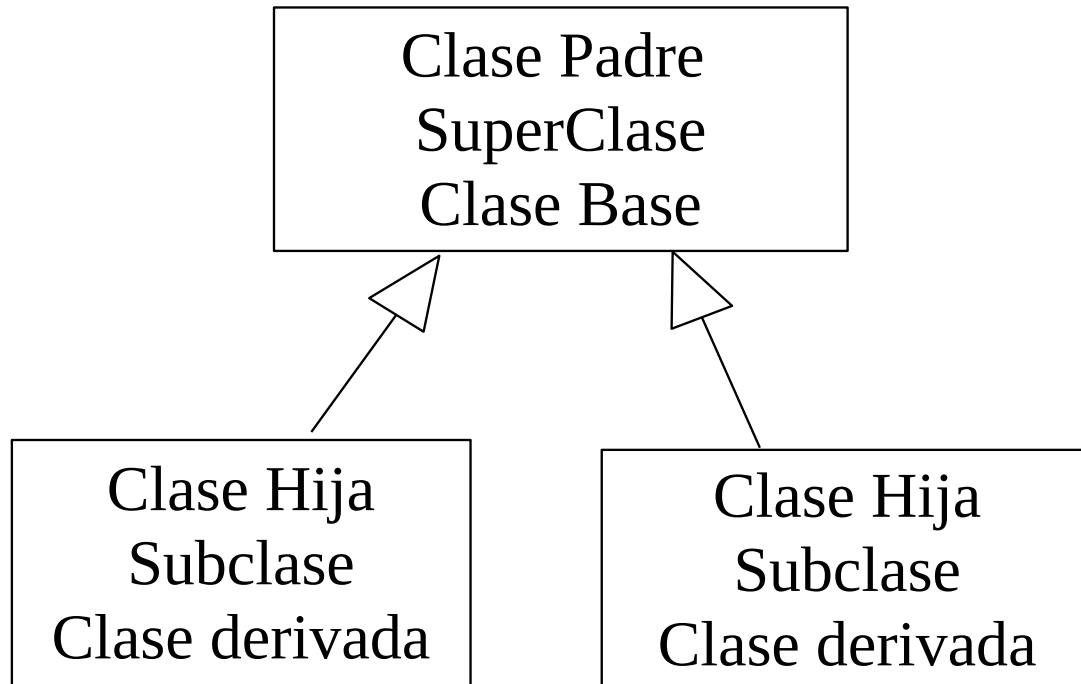 Clase Padre
SuperClase
Clase Base
Clase Hija
Subclase
Clase derivada
Clase Hija
Subclase
Clase derivada